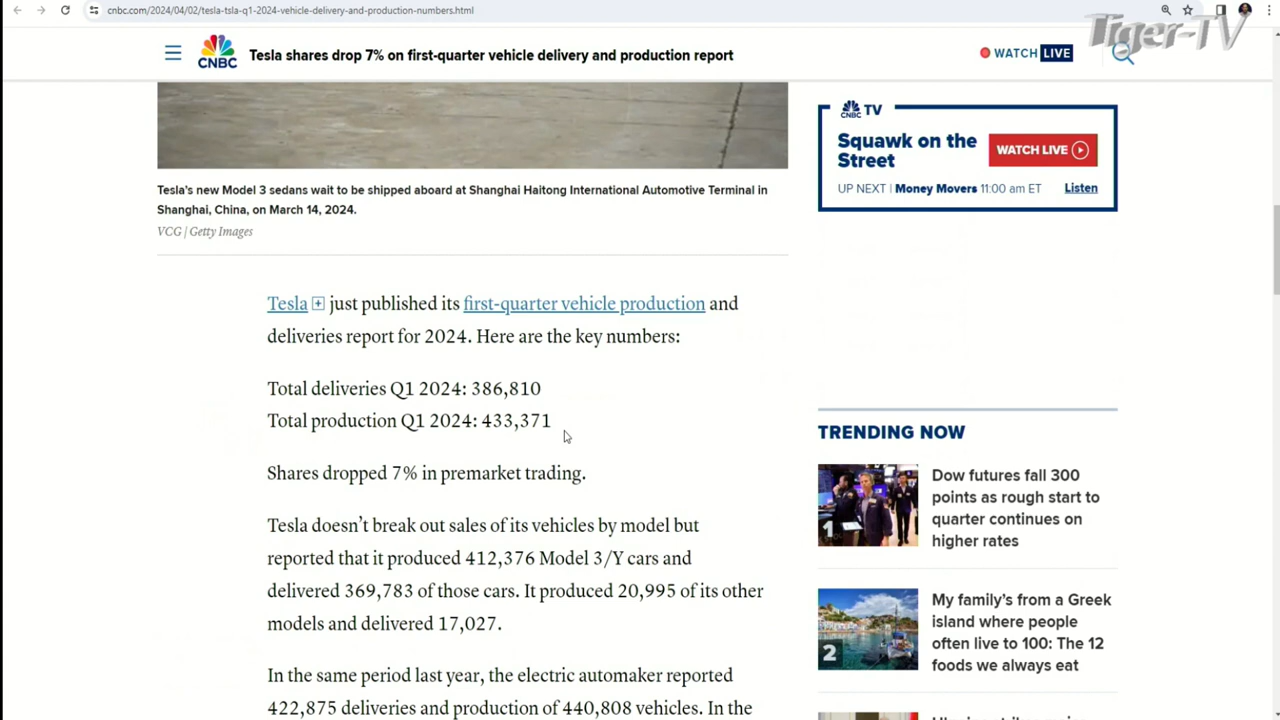 cnbc.com/2024/04/02/tesla-tsla-q1-2024-vehicle-delivery-and-production-numbers.html
Tiger-TV
CNBC
Tesla shares drop 7% on first-quarter vehicle delivery and production report
WATCH LIVE
Tesla's new Model 3 sedans wait to be shipped aboard at Shanghai Haitong International Automotive Terminal in
Shanghai, China, on March 14, 2024.
VCG | Getty Images
Tesla just published its first-quarter vehicle production and
deliveries report for 2024. Here are the key numbers:
Total deliveries Q1 2024: 386,810
Total production Q1 2024: 433,371
Shares dropped 7% in premarket trading.
Tesla doesn't break out sales of its vehicles by model but
reported that it produced 412,376 Model 3/Y cars and
delivered 369,783 of those cars. It produced 20,995 of its other
models and delivered 17,027.
In the same period last year, the electric automaker reported
422,875 deliveries and production of 440,808 vehicles. In the
CNBC TV
Squawk on the
Street
WATCH LIVE
UP NEXT | Money Movers 11:00 am ET
Listen
TRENDING NOW
1
Dow futures fall 300
points as rough start to
quarter continues on
higher rates
2
My family's from a Greek
island where people
often live to 100: The 12
foods we always eat